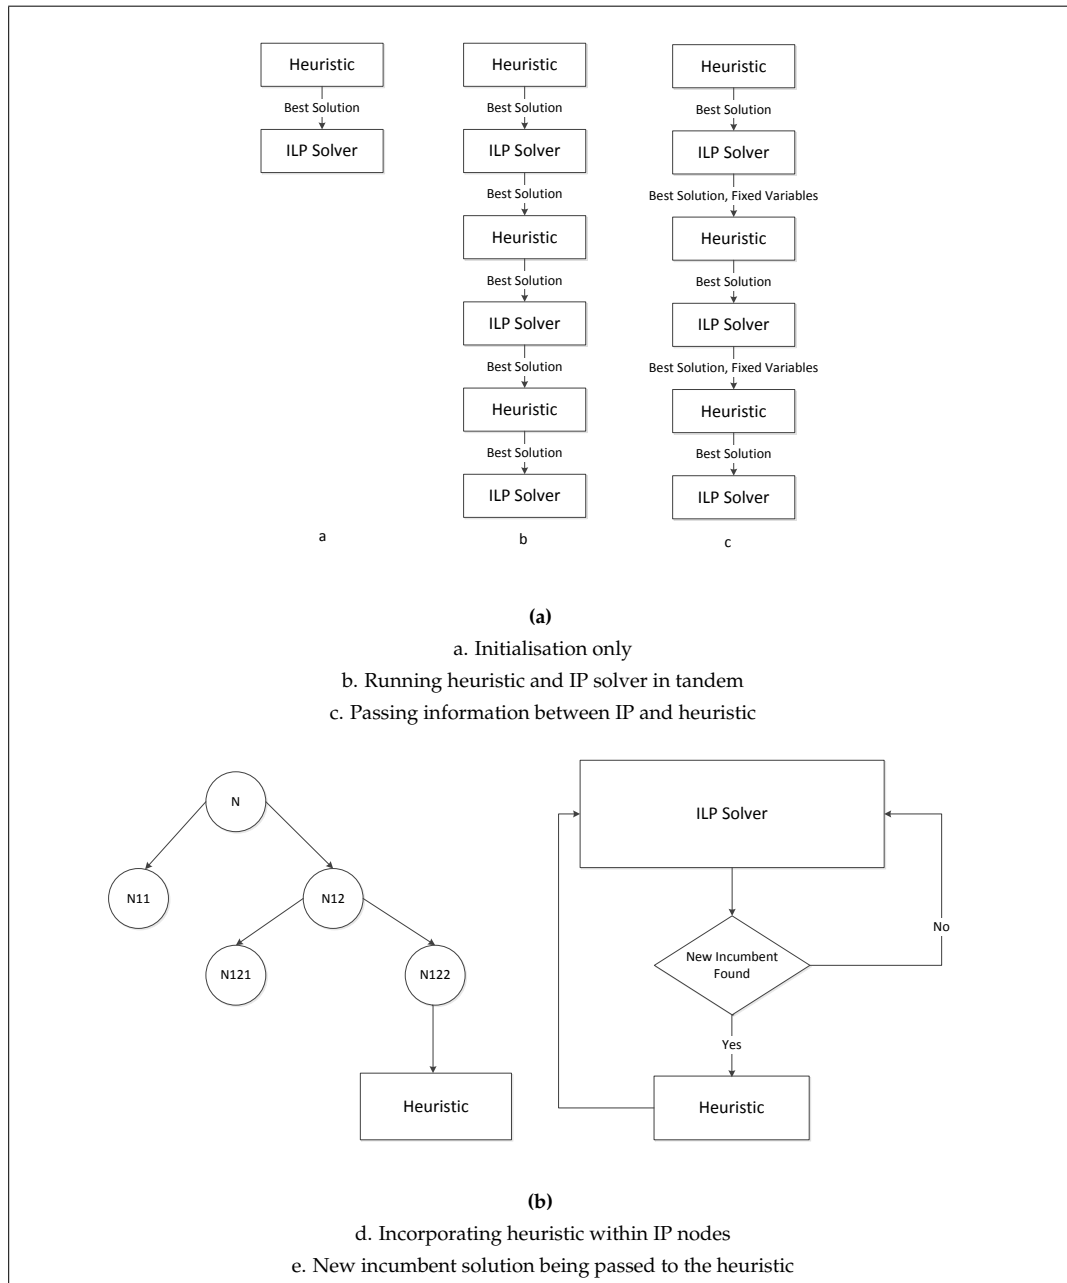 Heuristic
Best Solution
ILP Solver
a
Heuristic
Best Solution
ILP Solver
Best Solution
Heuristic
Best Solution
ILP Solver
Best Solution
Heuristic
Best Solution
ILP Solver
b
Heuristic
Best Solution
ILP Solver
Best Solution, Fixed Variables
Heuristic
Best Solution
ILP Solver
Best Solution, Fixed Variables
Heuristic
Best Solution
ILP Solver
c
(a)
a. Initialisation only
b. Running heuristic and IP solver in tandem
c. Passing information between IP and heuristic
N
N11
N12
N121
N122
Heuristic
ILP Solver
New Incumbent
Found
No
Yes
Heuristic
(b)
d. Incorporating heuristic within IP nodes
e. New incumbent solution being passed to the heuristic